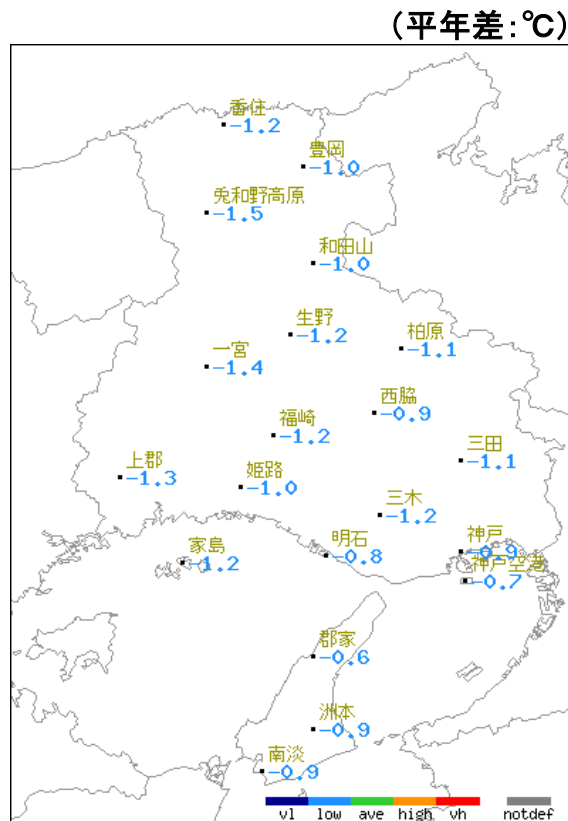 (平年差:℃)
香住
-1.2
豊岡
-1.0
兎和野高原
-1.5
和田山
-1.0
生野
-1.2
柏原
-1.1
一宮
-1.4
西脇
-0.9
福崎
-1.2
三田
-1.1
上郡
-1.3
姫路
-1.0
三木
-1.2
神戸
-0.9
明石
-0.8
家島
-1.2
神戸空港
-0.7
郡家
-0.6
洲本
-0.9
南淡
-0.9
vl low ave high vh notdef